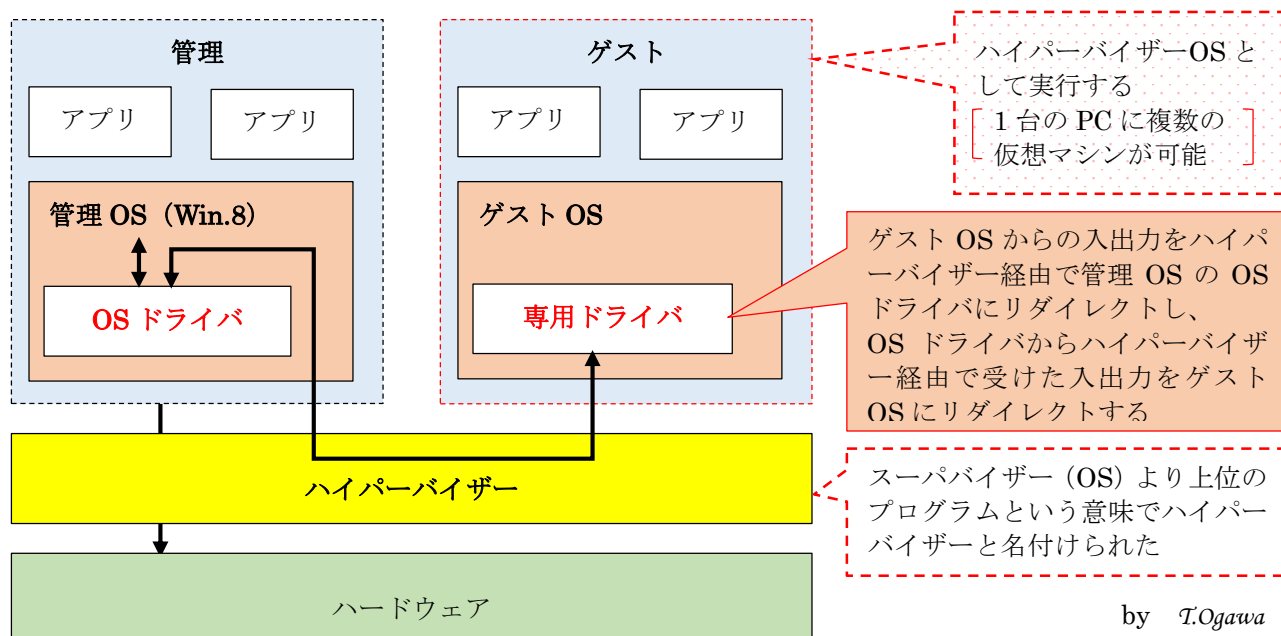 管理
アプリ
アプリ
管理 OS（Win.8）
OS ドライバ
ゲスト
アプリ
アプリ
ゲスト OS
専用ドライバ
ハイパーバイザーOS と
して実行する
1 台の PC に複数の
仮想マシンが可能
ゲスト OS からの入出力をハイパ
ーバイザー経由で管理 OS の OS
ドライバにリダイレクトし、
OS ドライバからハイパーバイザ
ー経由で受けた入出力をゲスト
OS にリダイレクトする
ハイパーバイザー
スーパバイザー（OS）より上位の
プログラムという意味でハイパー
バイザーと名付けられた
ハードウェア
by T.Ogawa